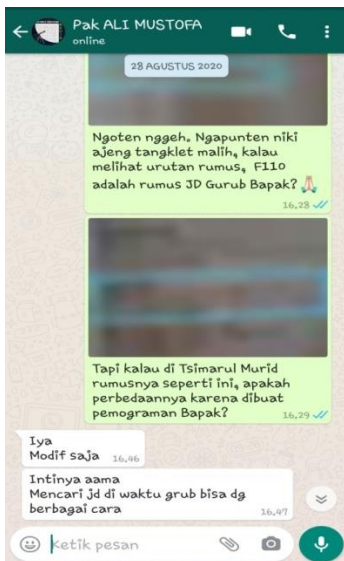 Pak ALI MUSTOFA
online
28 AGUSTUS 2020
Ngoten nggeh. Ngapunten niki
ajeng tangklet malih, kalau
melihat urutan rumus, F110
adalah rumus JD Gurub Bapak? 🙏
16.28
Tapi kalau di Tsimarul Murid
rumusnya seperti ini, apakah
perbedaannya karena dibuat
pemograman Bapak?
16.29
Iya
Modif saja 16.46
Intinya aama
Mencari jd di waktu grub bisa dg
berbagai cara
16.47
Ketik pesan